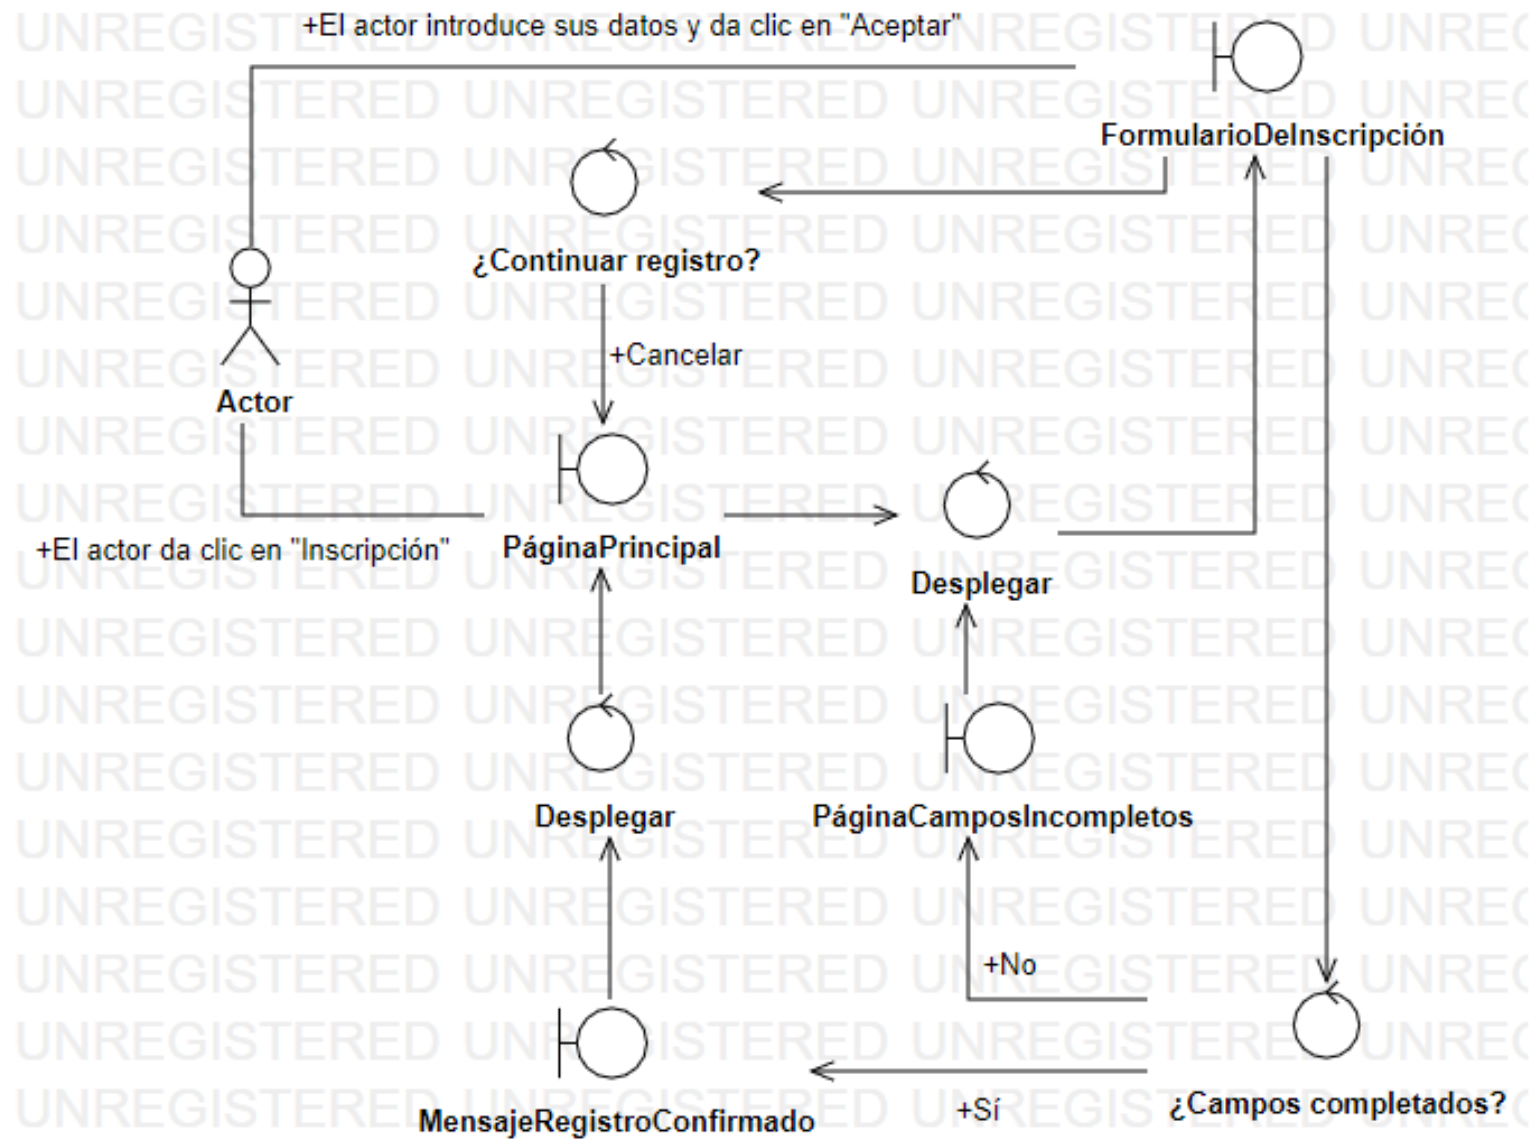 +El actor introduce sus datos y da clic en "Aceptar"
FormularioDeInscripción
¿Continuar registro?
+Cancelar
Actor
PáginaPrincipal
+El actor da clic en "Inscripción"
Desplegar
Desplegar
PáginaCamposIncompletos
+No
MensajeRegistroConfirmado
+Sí
¿Campos completados?
UNREGISTERED